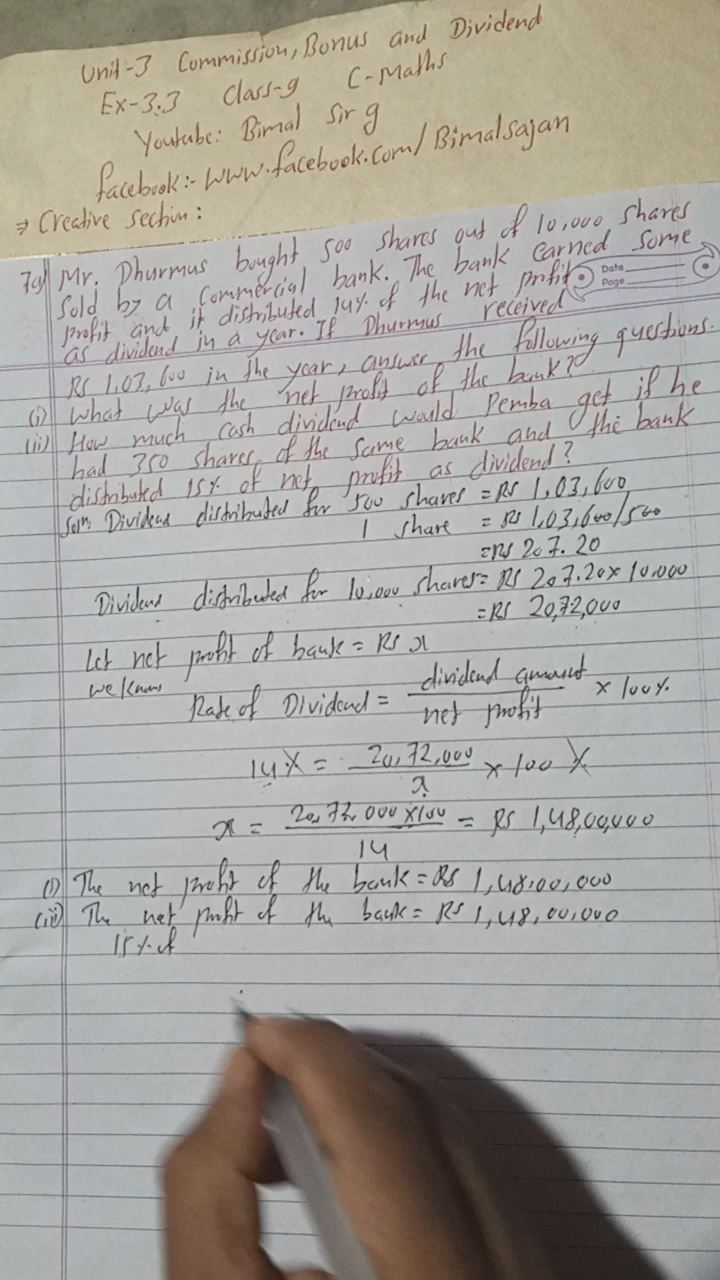 Unit-3 Commission, Bonus and Dividend
Ex-3.3 Class-9 C-Maths
Youtube: Bimal Sir g
facebook:- www.facebook.com/Bimalsajan
⇒ Creative section:
Date
Page
7a) Mr. Dhurmus bought 500 shares out of 10,000 shares
sold by a commercial bank. The bank earned some
profit and it distributed 14% of the net profit
as dividend in a year. If Dhurmus received
RS 1,03,600 in the year, answer the following questions.
(i) What was the net profit of the bank?
(ii) How much cash dividend would Pemba get if he
had 350 shares of the same bank and the bank
distributed 15% of net profit as dividend?
Soln: Dividend distributed for 500 shares = RS 1,03,600
1 share = RS 1,03,600/500
= RS 207.20
Dividend distributed for 10,000 shares = RS 207.20 × 10,000
= RS 20,72,000
Let net profit of bank = RS x
we know
Rate of Dividend = dividend amount / net profit × 100%
14% = 20,72,000 / x × 100 %
x = 20,72,000 × 100 / 14 = RS 1,48,00,000
(i) The net profit of the bank = RS 1,48,00,000
(ii) The net profit of the bank = RS 1,48,00,000
15% of